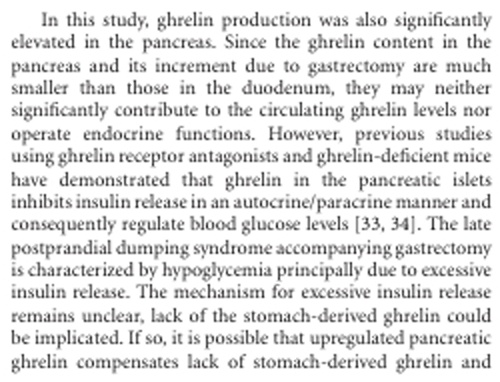 In this study, ghrelin production was also significantly
elevated in the pancreas. Since the ghrelin content in the
pancreas and its increment due to gastrectomy are much
smaller than those in the duodenum, they may neither
significantly contribute to the circulating ghrelin levels nor
operate endocrine functions. However, previous studies
using ghrelin receptor antagonists and ghrelin-deficient mice
have demonstrated that ghrelin in the pancreatic islets
inhibits insulin release in an autocrine/paracrine manner and
consequently regulate blood glucose levels [33, 34]. The late
postprandial dumping syndrome accompanying gastrectomy
is characterized by hypoglycemia principally due to excessive
insulin release. The mechanism for excessive insulin release
remains unclear, lack of the stomach-derived ghrelin could
be implicated. If so, it is possible that upregulated pancreatic
ghrelin compensates lack of stomach-derived ghrelin and